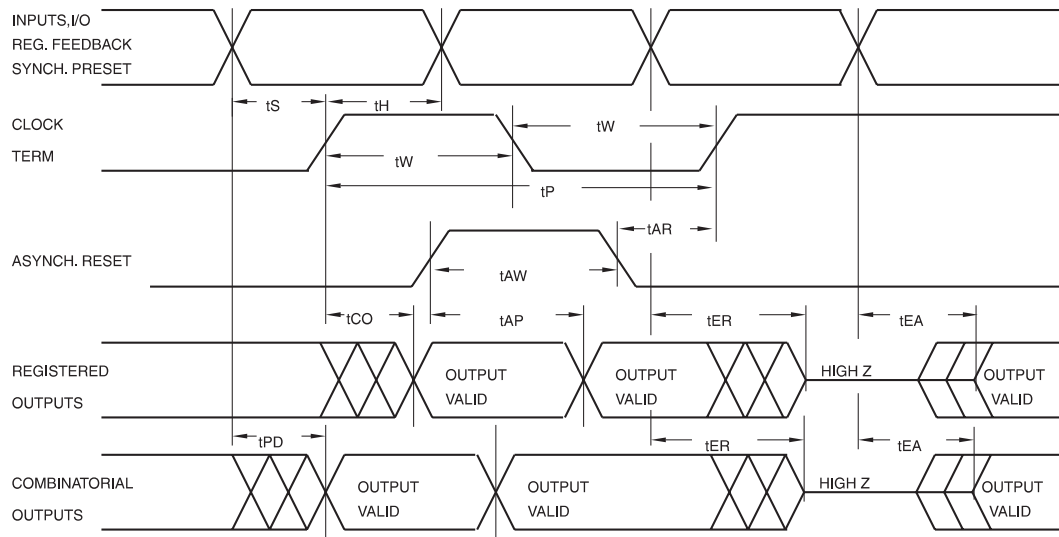 INPUTS,I/O
REG. FEEDBACK
SYNCH. PRESET
tS
tH
CLOCK
TERM
tW
tW
tP
tAR
ASYNCH. RESET
tAW
tCO
tAP
tER
tEA
REGISTERED
OUTPUTS
OUTPUT
VALID
OUTPUT
VALID
HIGH Z
OUTPUT
VALID
tPD
tER
tEA
COMBINATORIAL
OUTPUTS
OUTPUT
VALID
OUTPUT
VALID
HIGH Z
OUTPUT
VALID